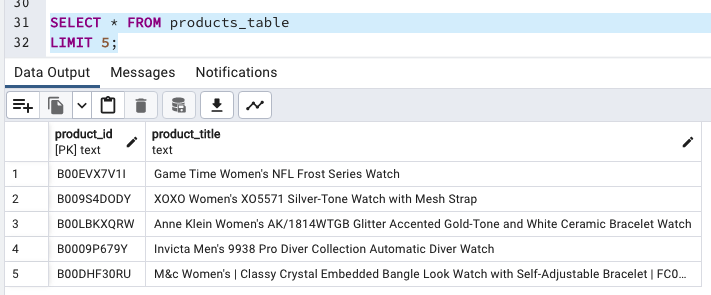 30
31 SELECT * FROM products_table
32 LIMIT 5;
Data Output Messages Notifications
product_id product_title
[PK] text text
1 B00EVX7V1I Game Time Women's NFL Frost Series Watch
2 B009S4DODY XOXO Women's XO5571 Silver-Tone Watch with Mesh Strap
3 B00LBKXQRW Anne Klein Women's AK/1814WTGB Glitter Accented Gold-Tone and White Ceramic Bracelet Watch
4 B0009P679Y Invicta Men's 9938 Pro Diver Collection Automatic Diver Watch
5 B00DHF30RU M&c Women's | Classy Crystal Embedded Bangle Look Watch with Self-Adjustable Bracelet | FC0...